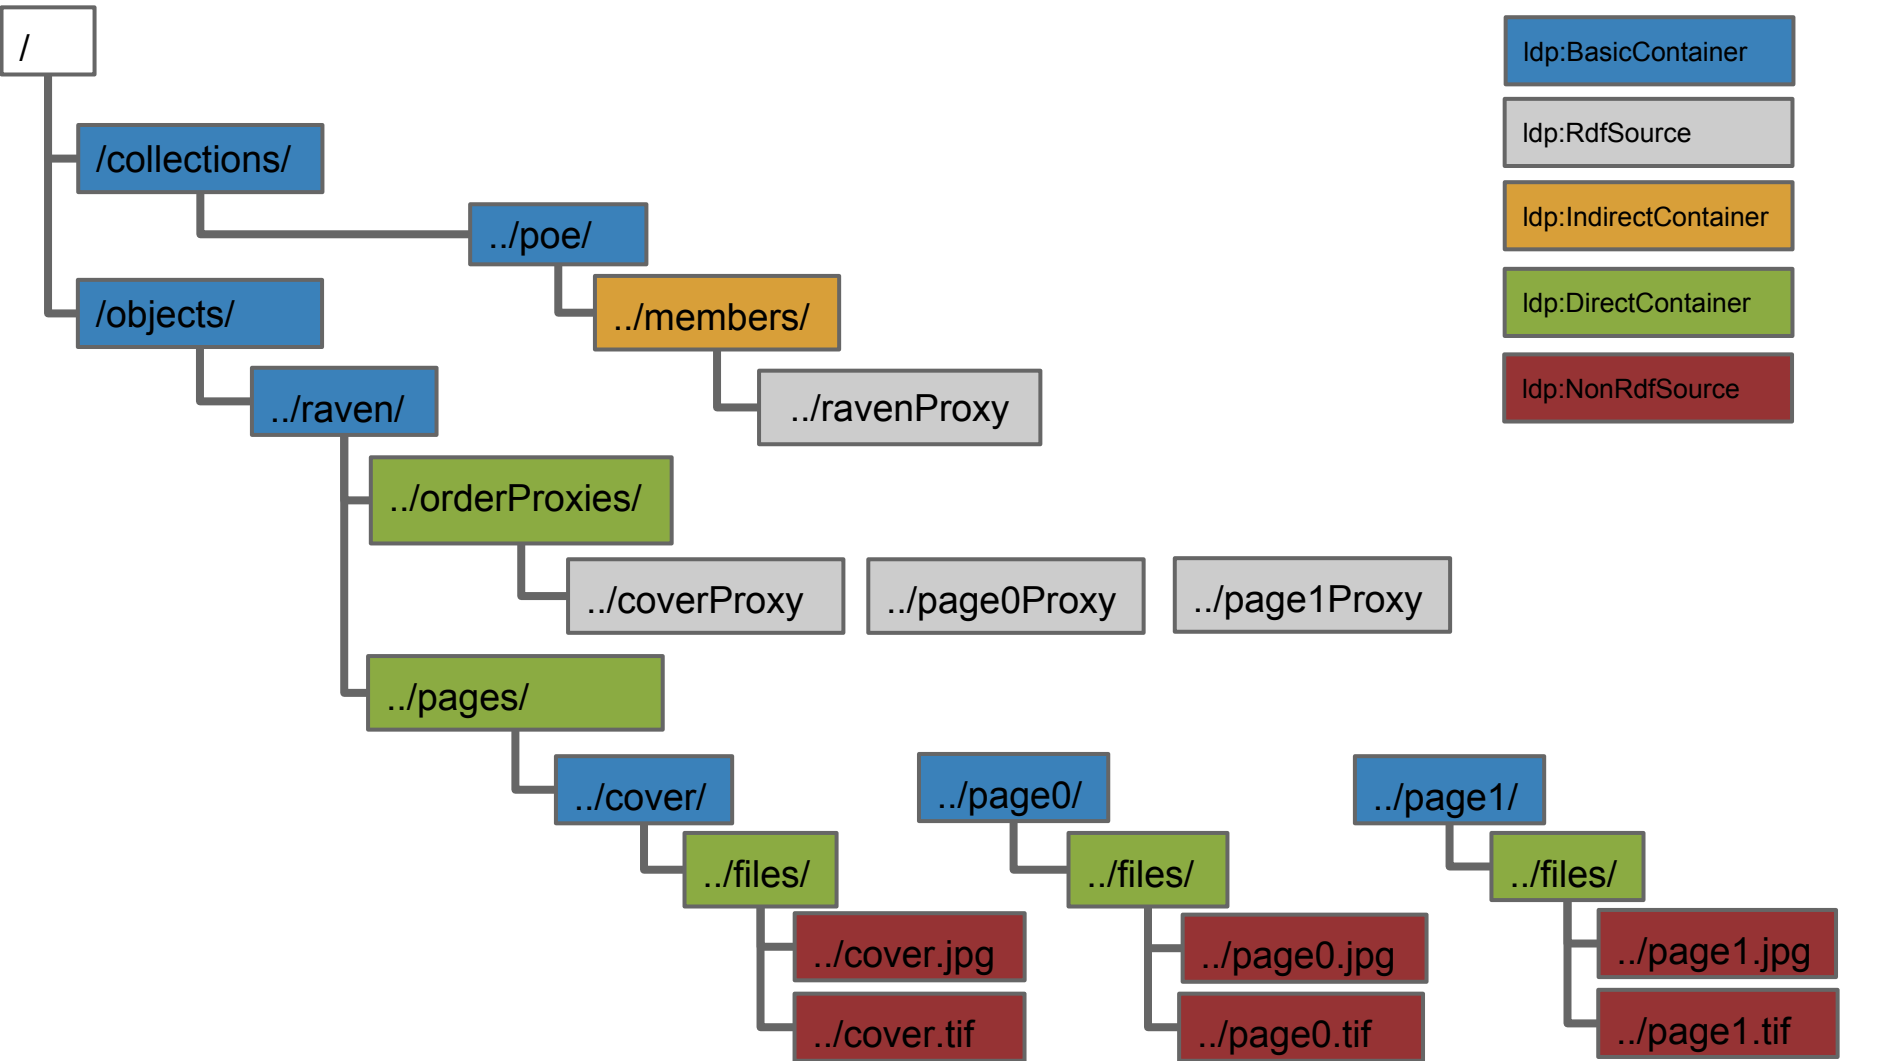 /
ldp:BasicContainer
ldp:RdfSource
/collections/
../poe/
ldp:IndirectContainer
/objects/
../members/
ldp:DirectContainer
../raven/
../ravenProxy
ldp:NonRdfSource
../orderProxies/
../coverProxy
../page0Proxy
../page1Proxy
../pages/
../cover/
../page0/
../page1/
../files/
../files/
../files/
../cover.jpg
../page0.jpg
../page1.jpg
../cover.tif
../page0.tif
../page1.tif